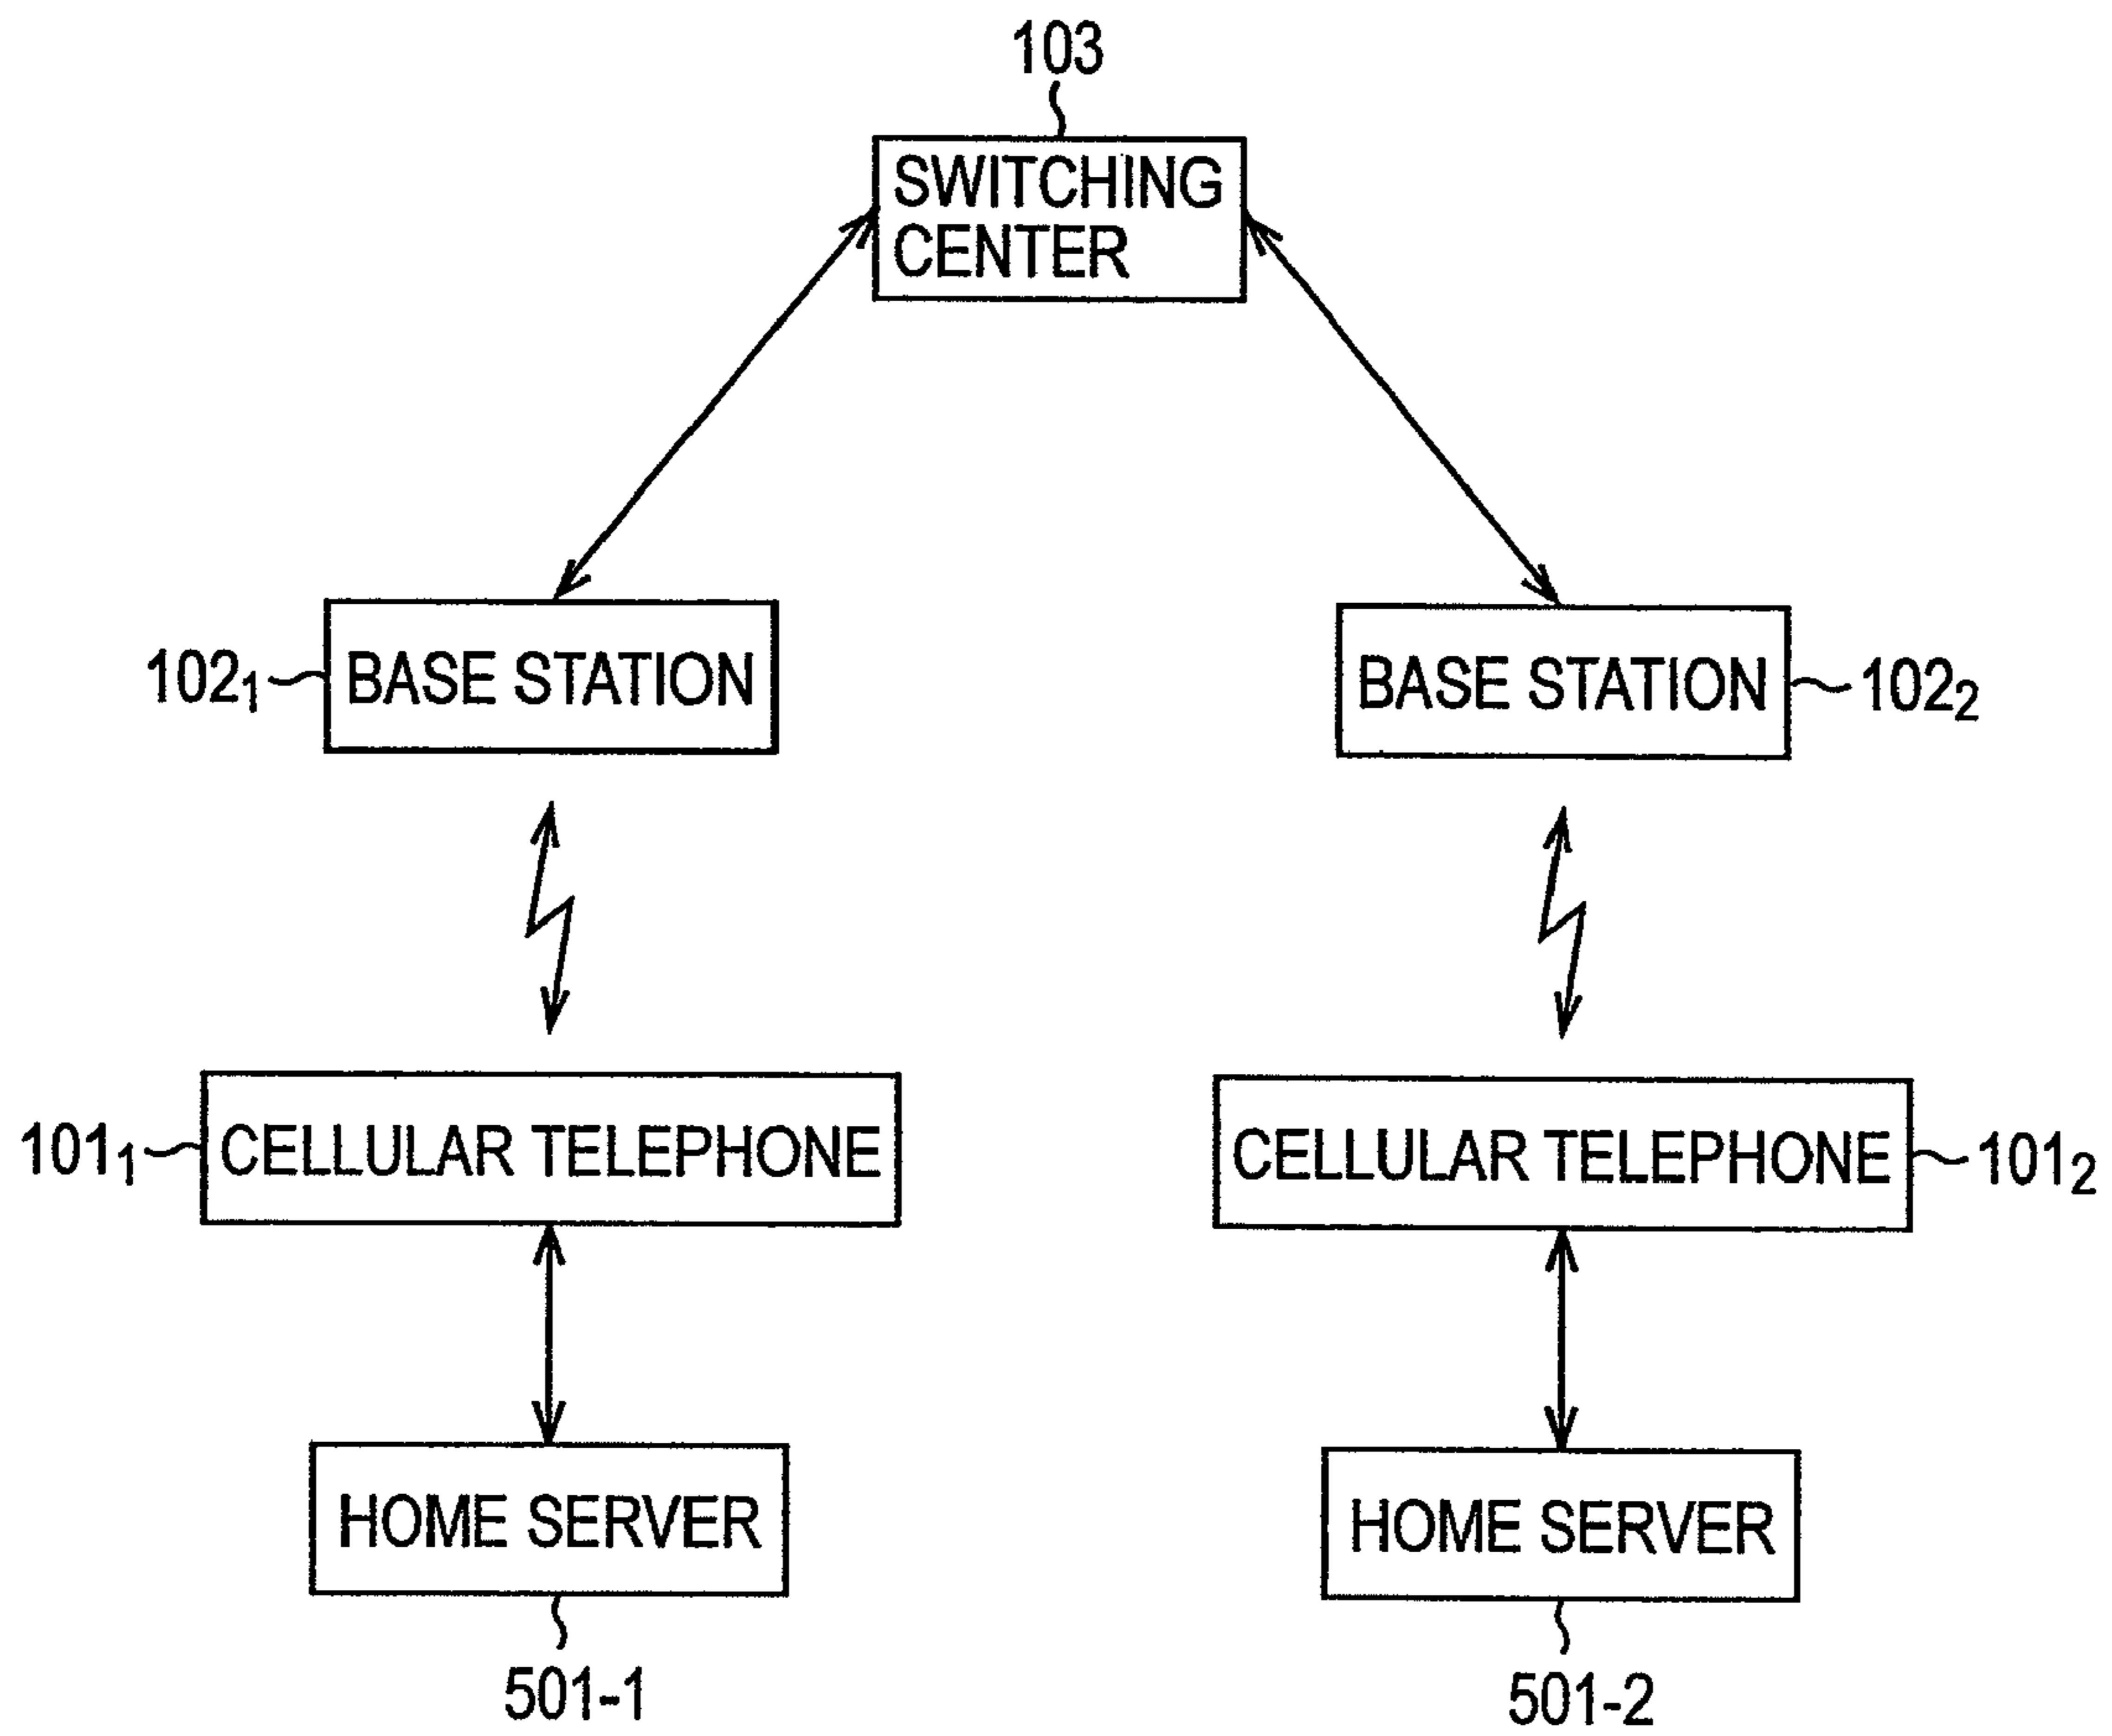 103
SWITCHING
CENTER
102₁ BASE STATION
BASE STATION 102₂
101₁ CELLULAR TELEPHONE
CELLULAR TELEPHONE 101₂
HOME SERVER
HOME SERVER
501-1
501-2